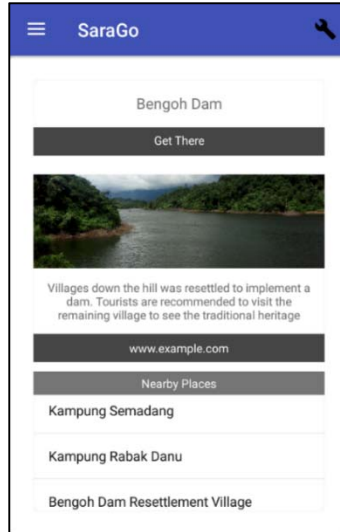 SaraGo
Bengoh Dam
Get There
Villages down the hill was resettled to implement a
dam. Tourists are recommended to visit the
remaining village to see the traditional heritage
www.example.com
Nearby Places
Kampung Semadang
Kampung Rabak Danu
Bengoh Dam Resettlement Village